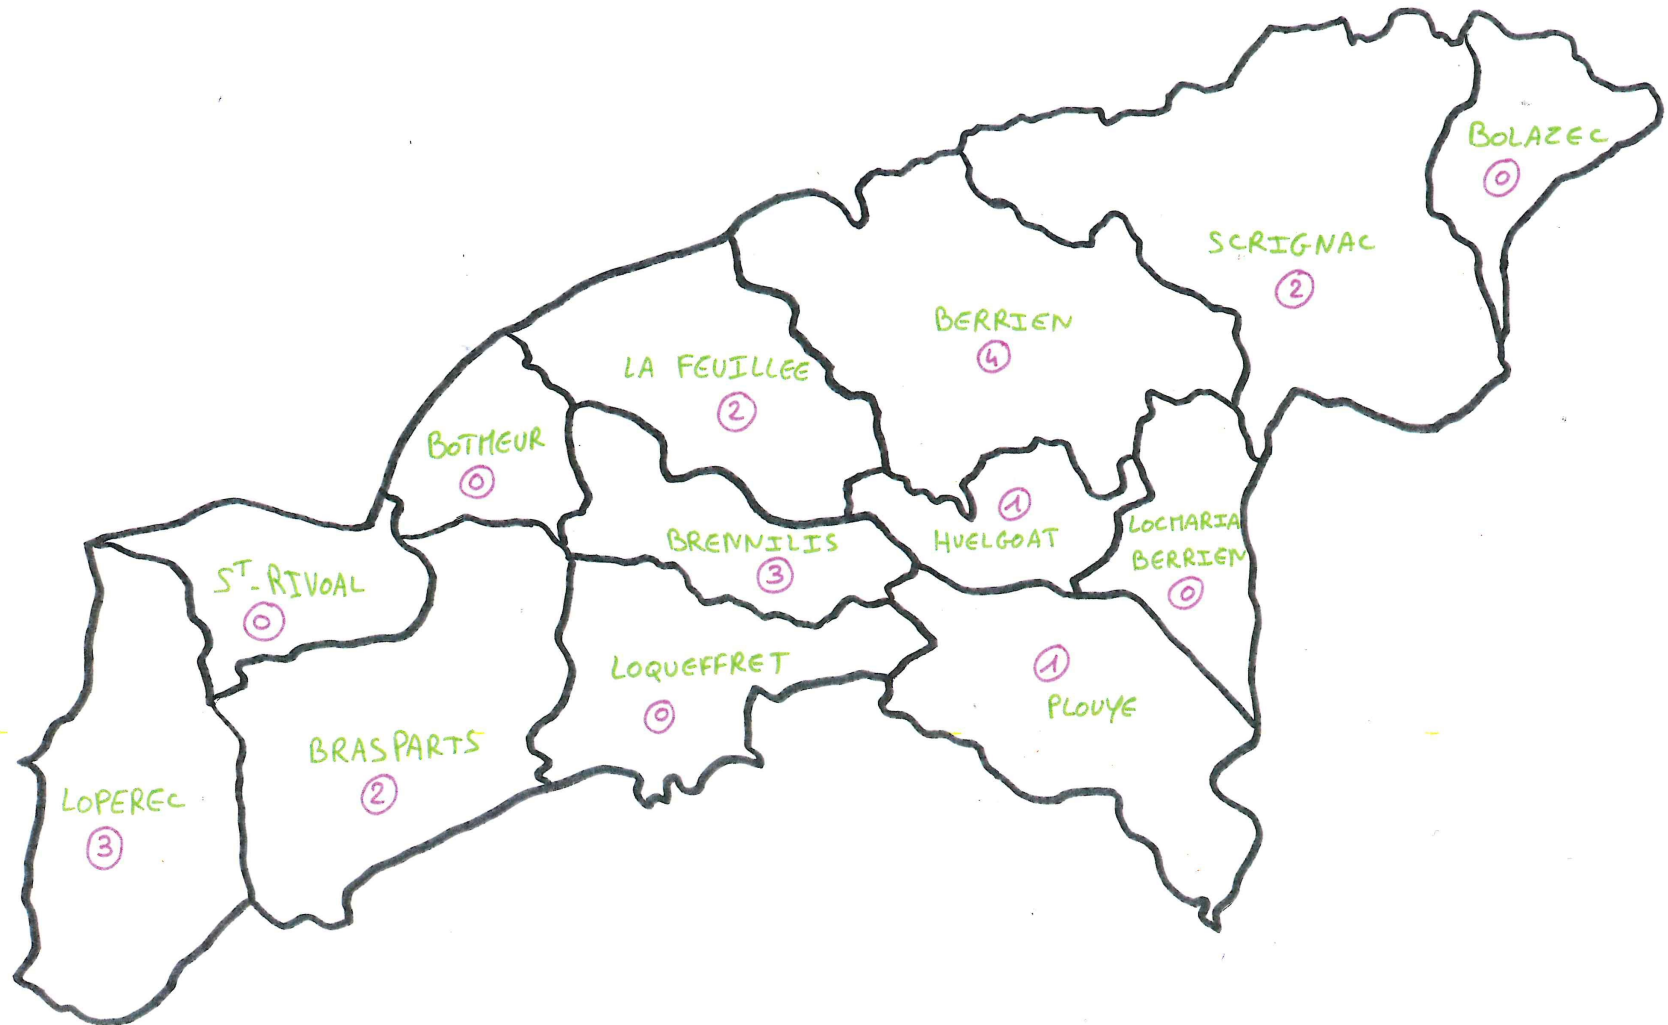 BOLAZEC
0
SCRIGNAC
2
BERRIEN
4
LA FEUILLEE
2
BOTMEUR
0
1
HUELGOAT
LOCMARIA
BERRIEN
0
BRENNILIS
3
ST-RIVOAL
0
LOQUEFFRET
0
1
PLOUYE
BRASPARTS
2
LOPEREC
3